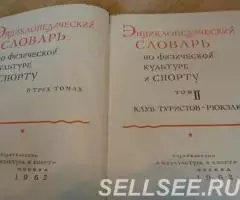 Энциклопедический
СЛОВАРЬ
по физической
культуре
и спорту
В ТРЕХ ТОМАХ
МОСКВА
1962
Энциклопедический
СЛОВАРЬ
по физической
культуре
и спорту
ТОМ II
КЛУБ ТУРИСТОВ-РЮКЗАК
МОСКВА
1962
SELLSEE.RU